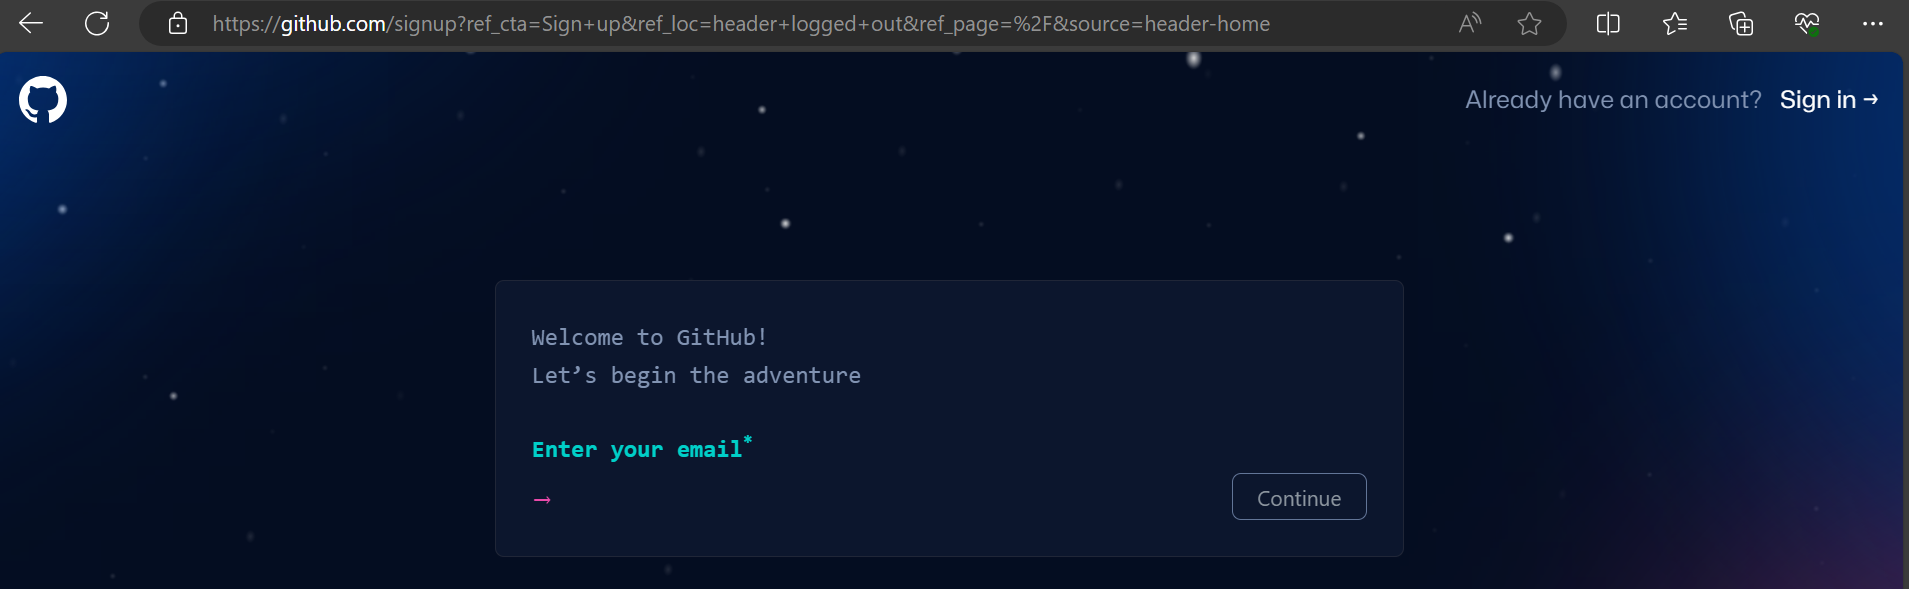 https://github.com/signup?ref_cta=Sign+up&ref_loc=header+logged+out&ref_page=%2F&source=header-home
Already have an account? Sign in →
Welcome to GitHub!
Let’s begin the adventure
Enter your email*
→
Continue